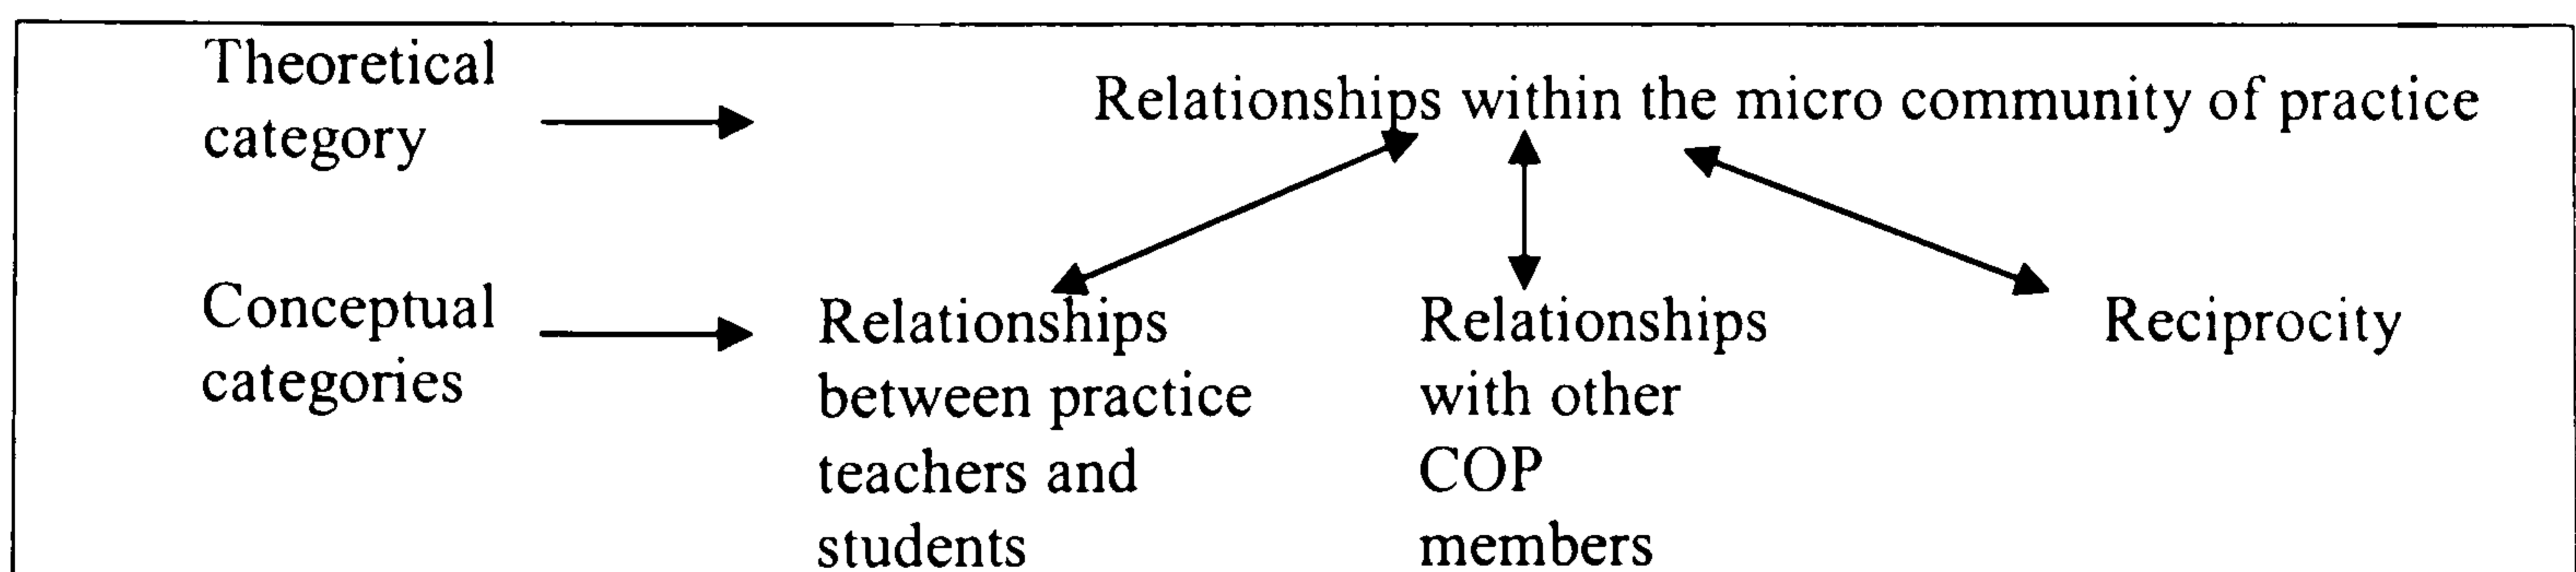 Theoretical
category
Relationships within the micro community of practice
Conceptual
categories
Relationships
between practice
teachers and
students
Relationships
with other
COP
members
Reciprocity